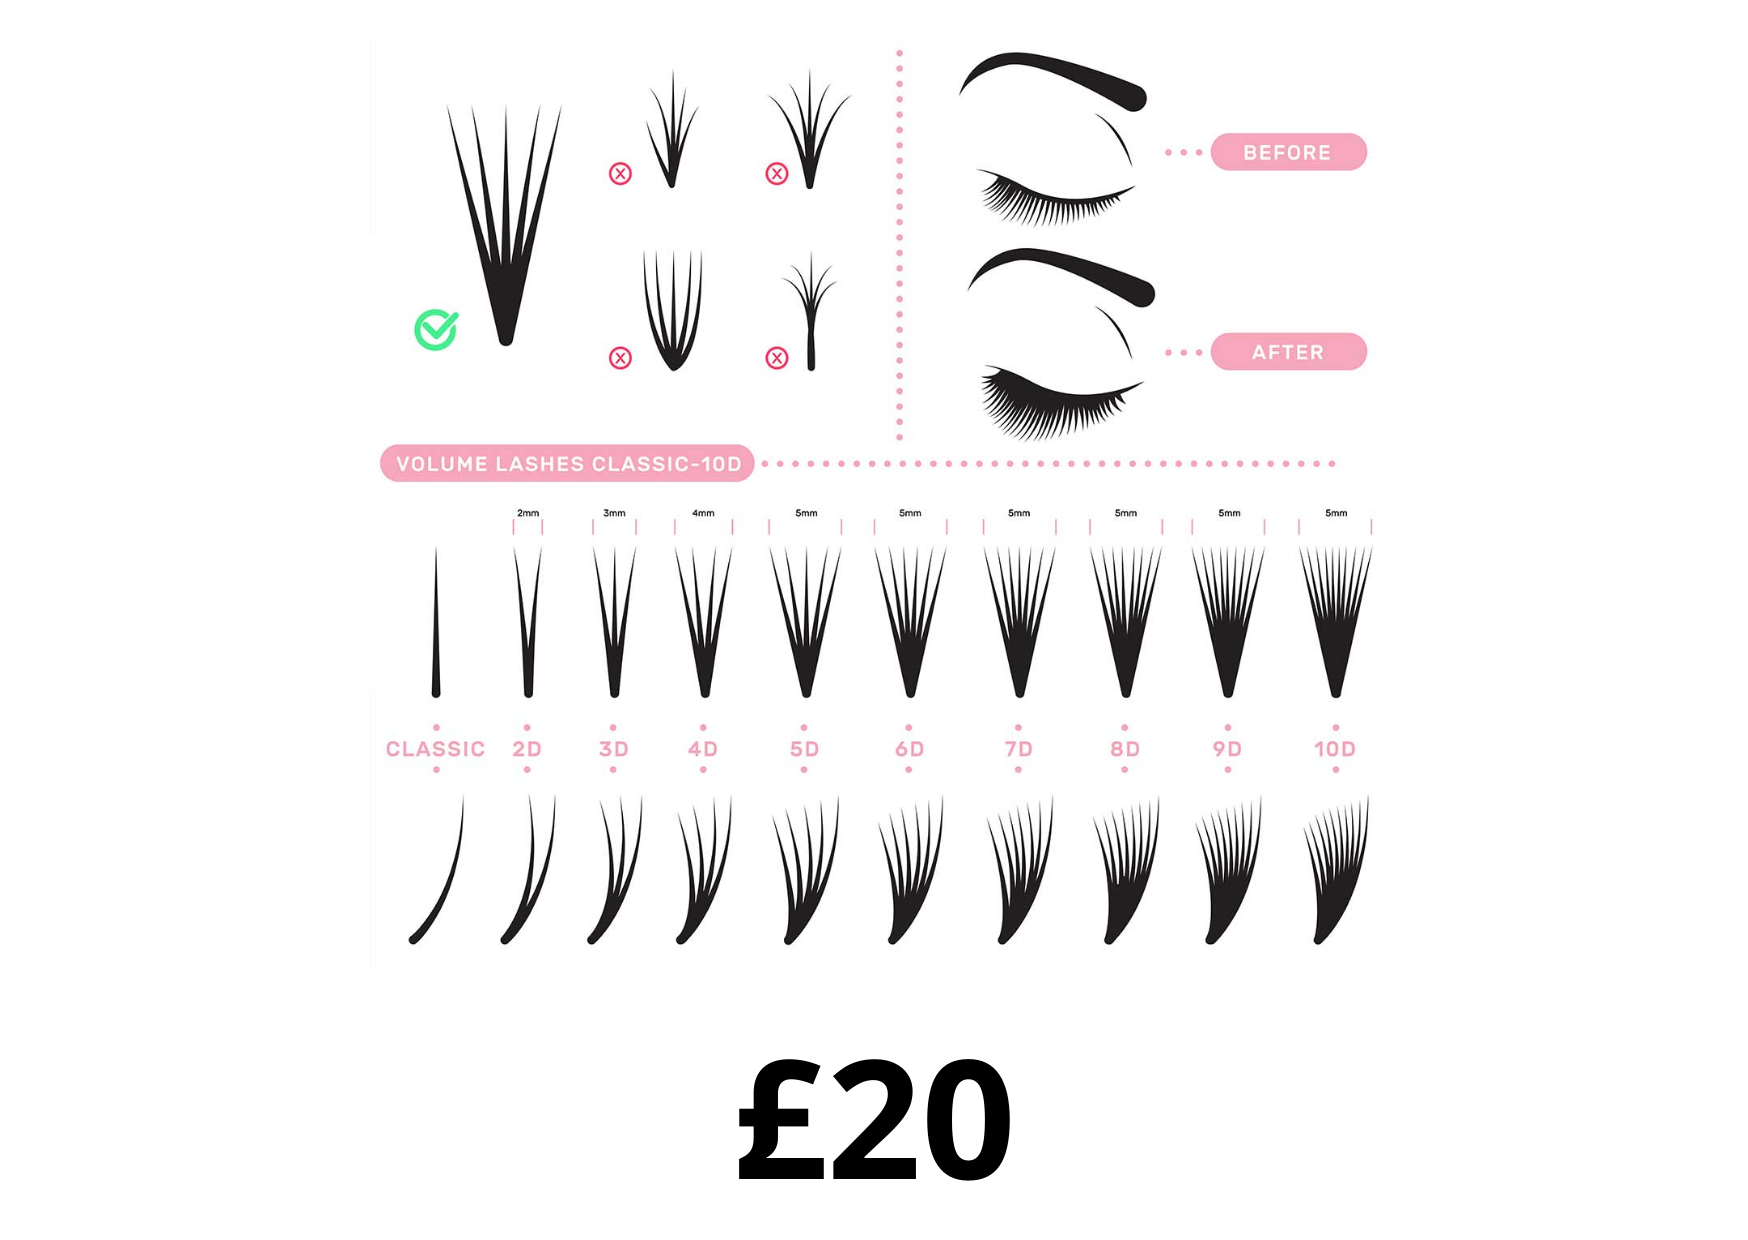 BEFORE
AFTER
VOLUME LASHES CLASSIC-10D
2mm 3mm 4mm 5mm 5mm 5mm 5mm 5mm 5mm
CLASSIC 2D 3D 4D 5D 6D 7D 8D 9D 10D
£20